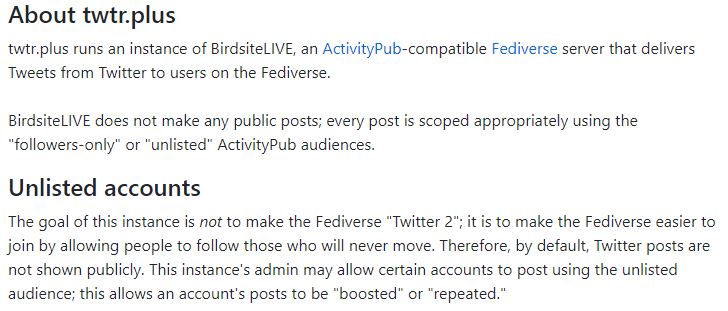 About twtr.plus
twtr.plus runs an instance of BirdsiteLIVE, an ActivityPub-compatible Fediverse server that delivers
Tweets from Twitter to users on the Fediverse.
BirdsiteLIVE does not make any public posts; every post is scoped appropriately using the
"followers-only" or "unlisted" ActivityPub audiences.
Unlisted accounts
The goal of this instance is not to make the Fediverse "Twitter 2"; it is to make the Fediverse easier to
join by allowing people to follow those who will never move. Therefore, by default, Twitter posts are
not shown publicly. This instance's admin may allow certain accounts to post using the unlisted
audience; this allows an account's posts to be "boosted" or "repeated."